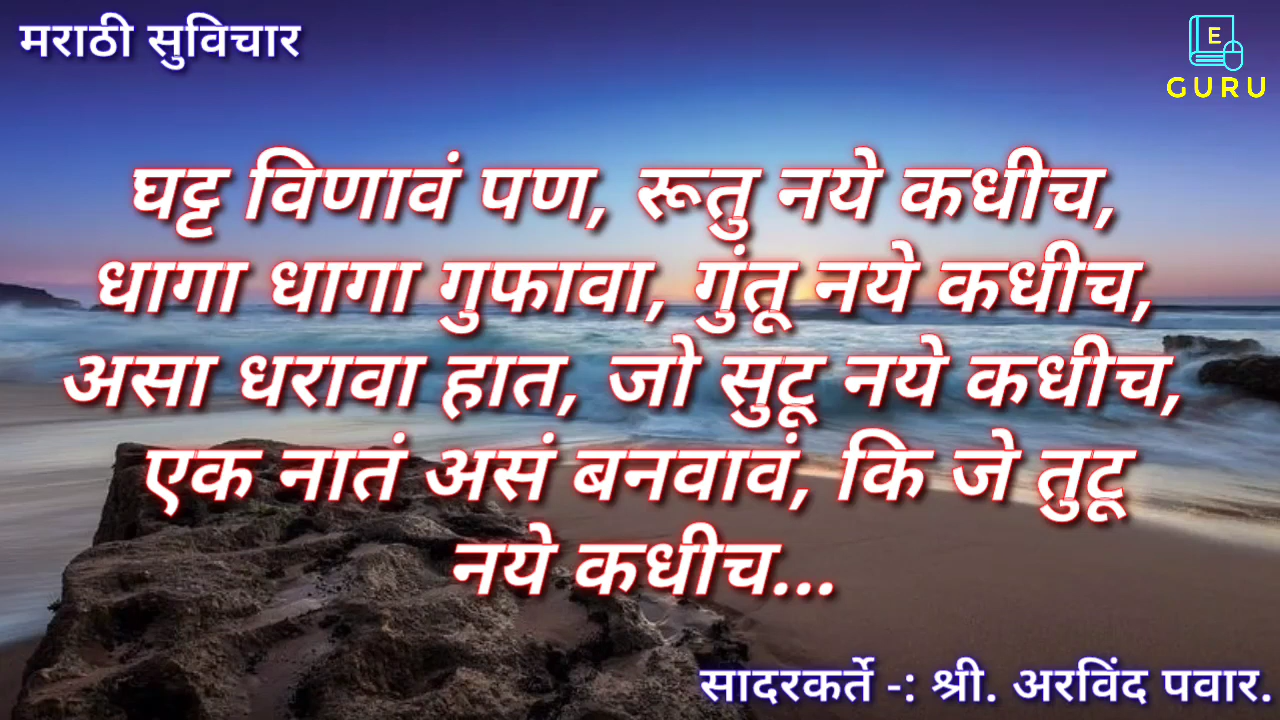 मराठी सुविचार
E
GURU
घट्ट विणावं पण, रूतु नये कधीच,
धागा धागा गुफावा, गुंतू नये कधीच,
असा धरावा हात, जो सुटू नये कधीच,
एक नातं असं बनवावं, कि जे तुटू
नये कधीच...
सादरकर्ते -: श्री. अरविंद पवार.